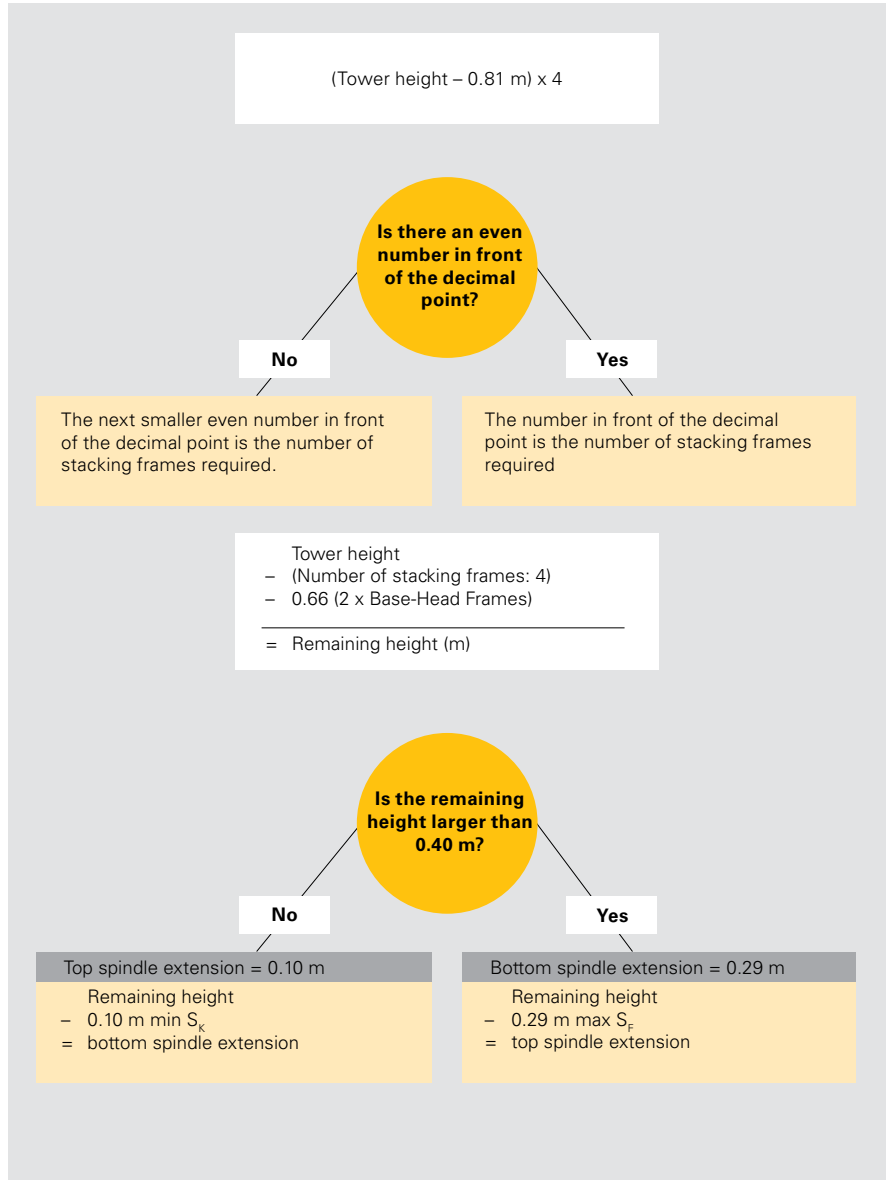 (Tower height – 0.81 m) x 4
Is there an even
number in front
of the decimal
point?
No
Yes
The next smaller even number in front
of the decimal point is the number of
stacking frames required.
The number in front of the decimal
point is the number of stacking frames
required
Tower height
– (Number of stacking frames: 4)
– 0.66 (2 x Base-Head Frames)
= Remaining height (m)
Is the remaining
height larger than
0.40 m?
No
Yes
Top spindle extension = 0.10 m
Remaining height
– 0.10 m min S_K
= bottom spindle extension
Bottom spindle extension = 0.29 m
Remaining height
– 0.29 m max S_F
= top spindle extension